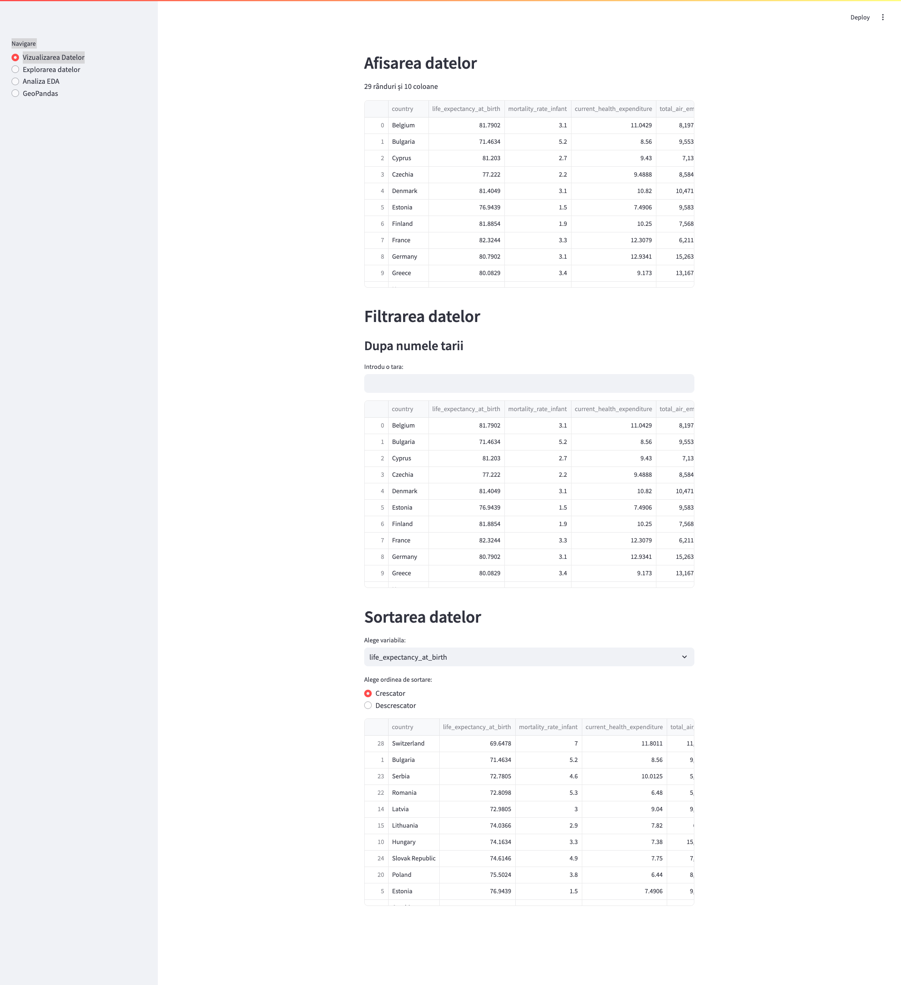 Deploy
Navigare
Vizualizarea Datelor
Explorarea datelor
Analiza EDA
GeoPandas
Afisarea datelor
29 rânduri și 10 coloane
country life_expectancy_at_birth mortality_rate_infant current_health_expenditure total_air_em
0 Belgium 81.7902 3.1 11.0429 8,197
1 Bulgaria 71.4634 5.2 8.56 9,553
2 Cyprus 81.203 2.7 9.43 7,13
3 Czechia 77.222 2.2 9.4888 8,584
4 Denmark 81.4049 3.1 10.82 10,471
5 Estonia 76.9439 1.5 7.4906 9,583
6 Finland 81.8854 1.9 10.25 7,568
7 France 82.3244 3.3 12.3079 6,211
8 Germany 80.7902 3.1 12.9341 15,263
9 Greece 80.0829 3.4 9.173 13,167
Filtrarea datelor
Dupa numele tarii
Introdu o tara:
country life_expectancy_at_birth mortality_rate_infant current_health_expenditure total_air_em
0 Belgium 81.7902 3.1 11.0429 8,197
1 Bulgaria 71.4634 5.2 8.56 9,553
2 Cyprus 81.203 2.7 9.43 7,13
3 Czechia 77.222 2.2 9.4888 8,584
4 Denmark 81.4049 3.1 10.82 10,471
5 Estonia 76.9439 1.5 7.4906 9,583
6 Finland 81.8854 1.9 10.25 7,568
7 France 82.3244 3.3 12.3079 6,211
8 Germany 80.7902 3.1 12.9341 15,263
9 Greece 80.0829 3.4 9.173 13,167
Sortarea datelor
Alege variabila:
life_expectancy_at_birth
Alege ordinea de sortare:
Crescator
Descrescator
country life_expectancy_at_birth mortality_rate_infant current_health_expenditure total_air
28 Switzerland 69.6478 7 11.8011 11,
1 Bulgaria 71.4634 5.2 8.56 9,
23 Serbia 72.7805 4.6 10.0125 5,
22 Romania 72.8098 5.3 6.48 5,
14 Latvia 72.9805 3 9.04 9,
15 Lithuania 74.0366 2.9 7.82
10 Hungary 74.1634 3.3 7.38 15,
24 Slovak Republic 74.6146 4.9 7.75 7,
20 Poland 75.5024 3.8 6.44 8,
5 Estonia 76.9439 1.5 7.4906 9,